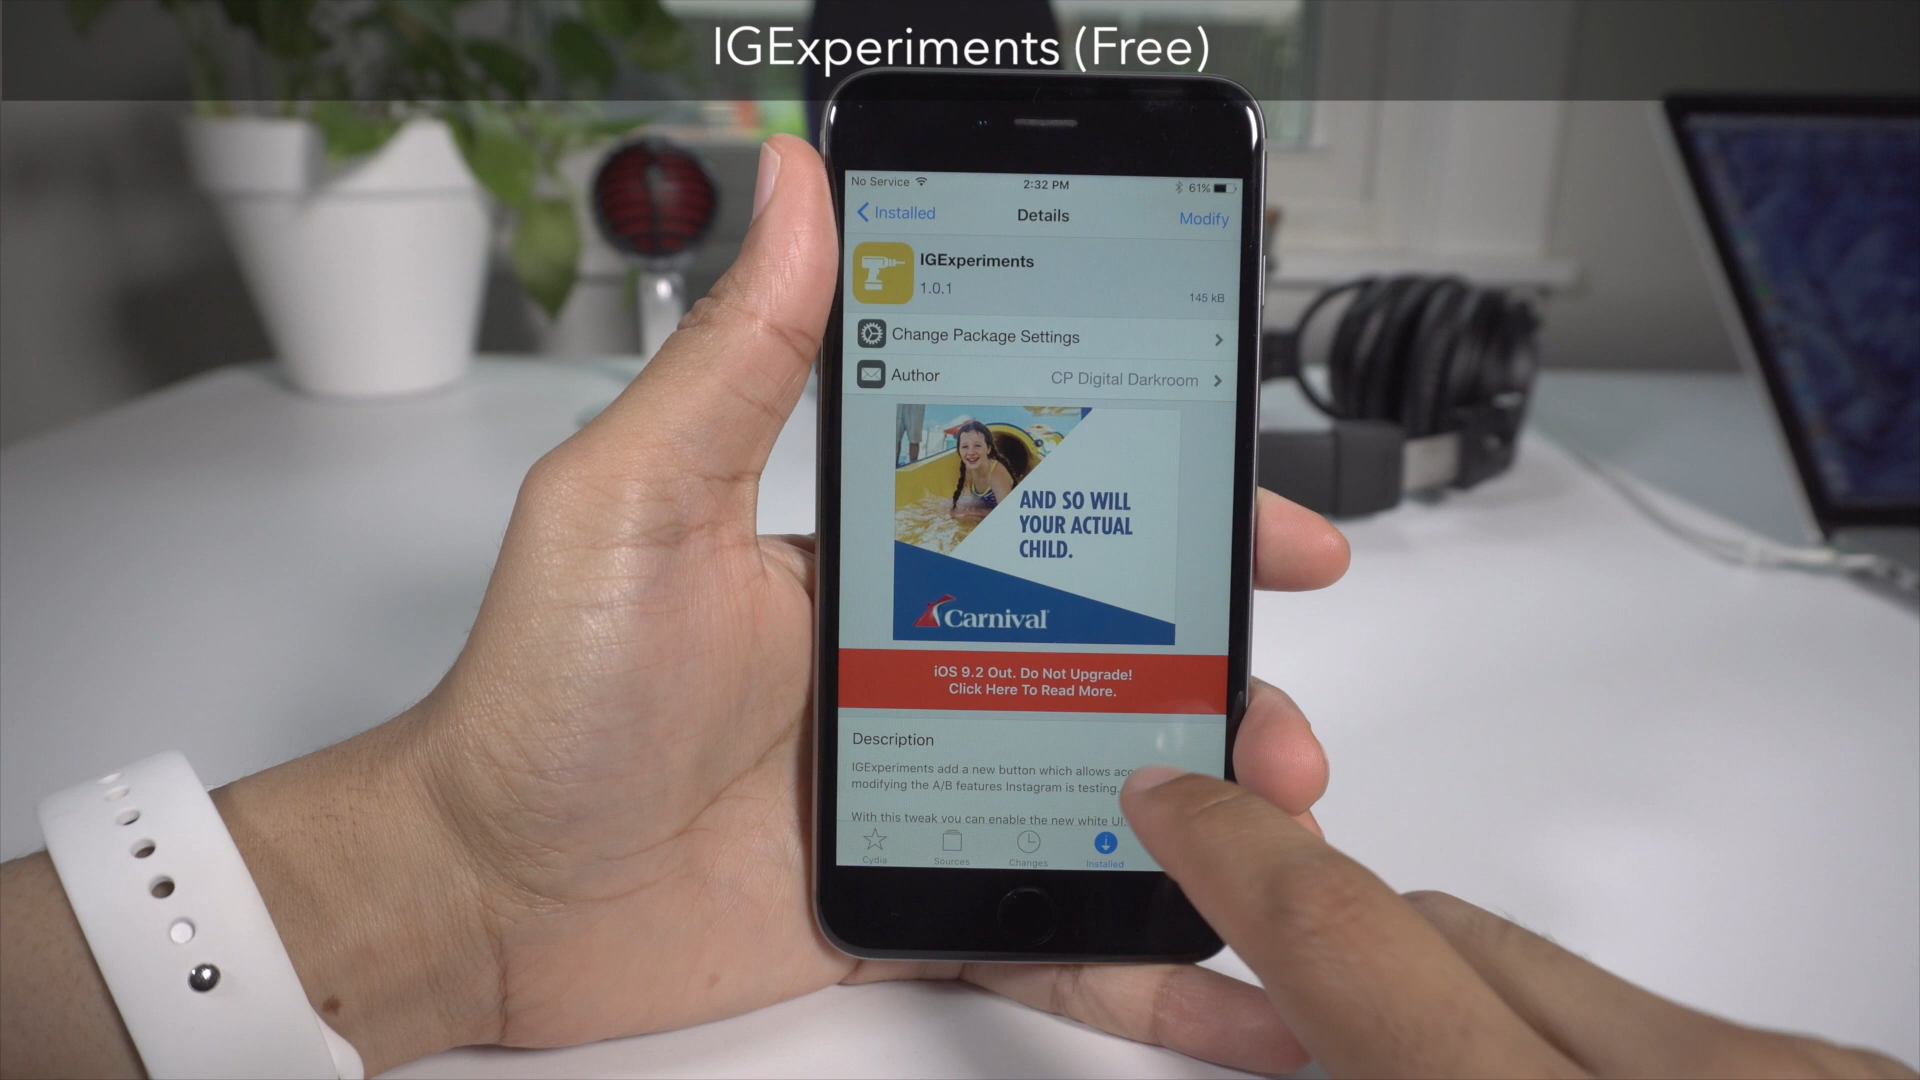 IGExperiments (Free)
No Service 2:32 PM 61%
Installed Details Modify
IGExperiments
1.0.1
145 kB
Change Package Settings
Author CP Digital Darkroom
AND SO WILL
YOUR ACTUAL
CHILD.
Carnival
iOS 9.2 Out. Do Not Upgrade!
Click Here To Read More.
Description
IGExperiments add a new button which allows
modifying the A/B features Instagram is testing.
With this tweak you can enable the new white UI.
Cydia Sources Changes Installed